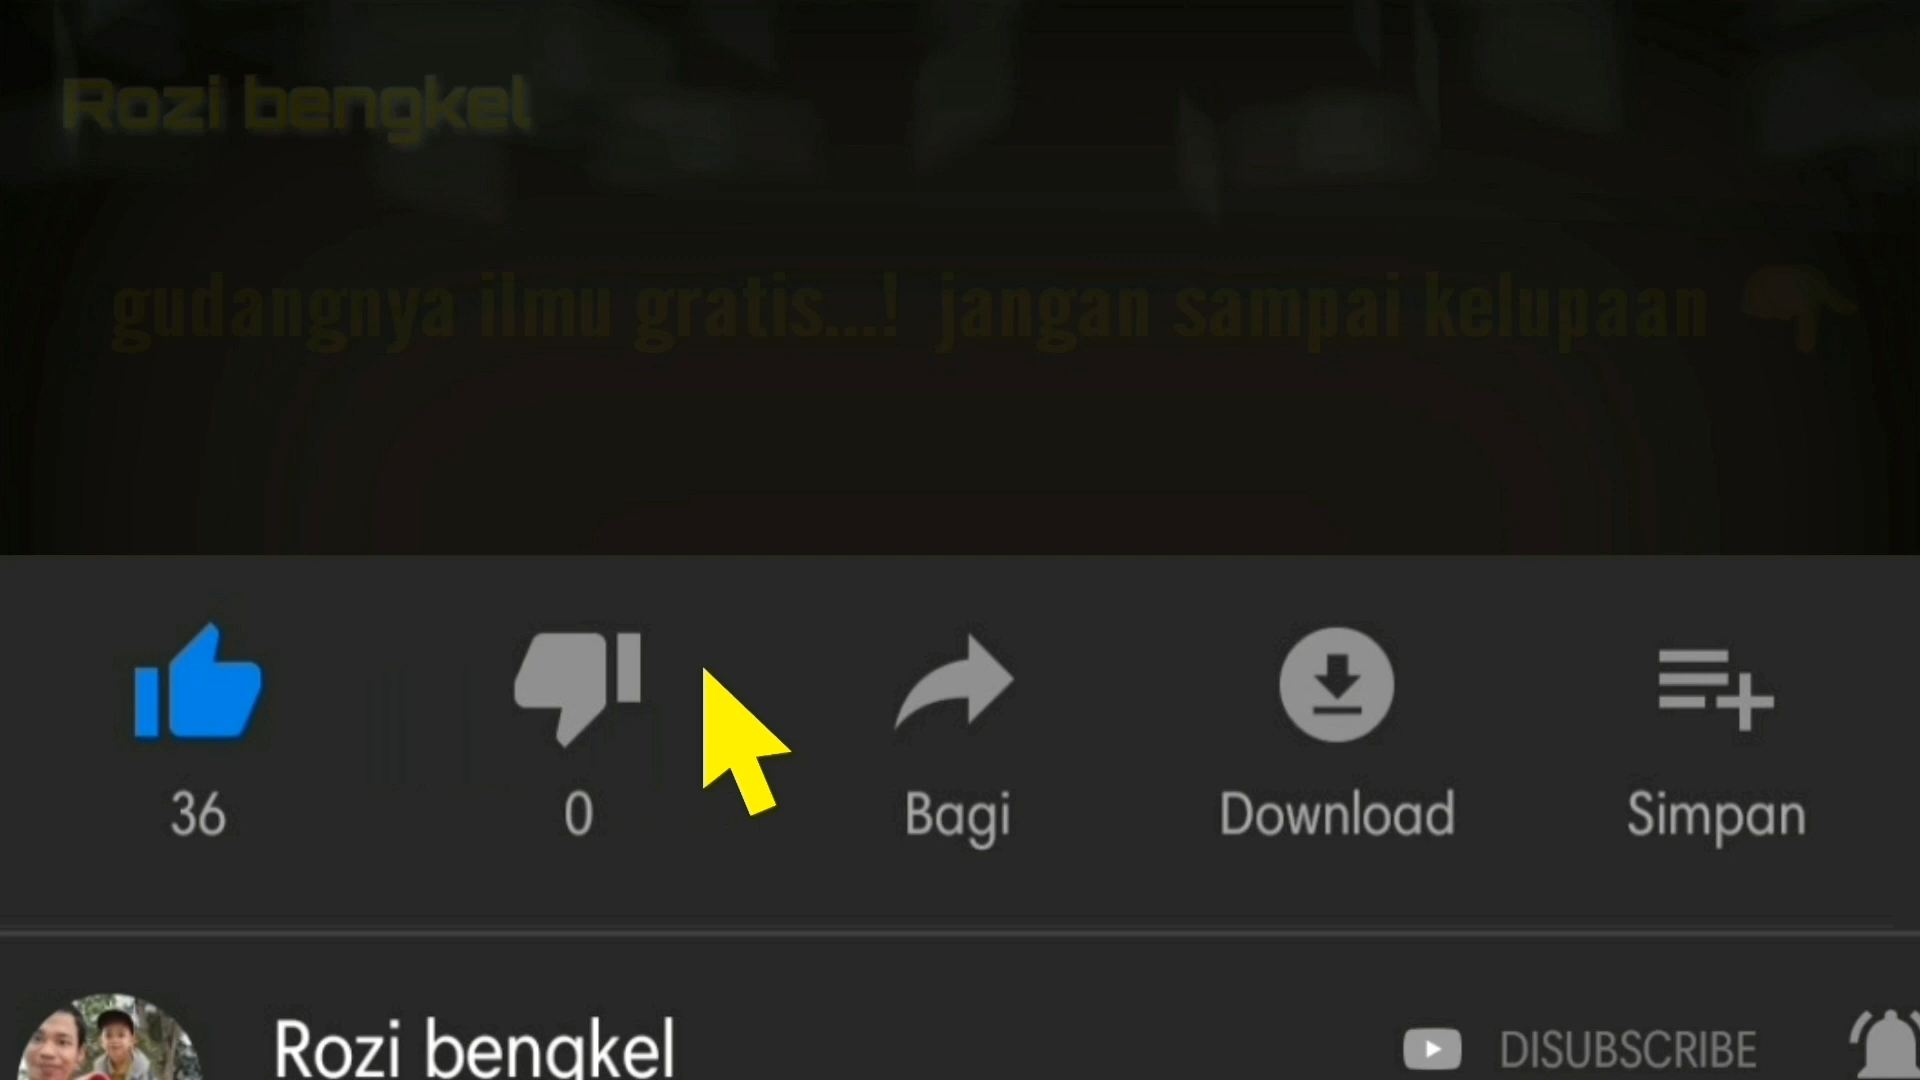 Rozi bengkel
gudangnya ilmu gratis...! jangan sampai kelupaan
36
0
Bagi
Download
Simpan
Rozi bengkel
DISUBSCRIBE